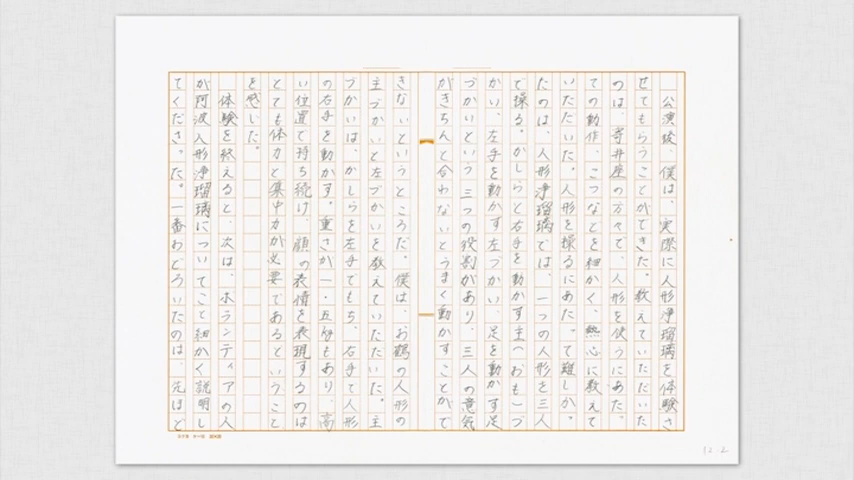 公演後、僕は、実際に人形浄瑠璃を体験さ
せてもらうことができた。教えていただいた
のは、寄井座の方々で、人形を使うにあた。
ての動作、こつなどを細かく、熱心に教えて
いただいた。人形を操るにあた。て難しか。
たのは、人形浄瑠璃では、一つの人形を三人
で操る。かしらと右手を動かす主（おも）づ
かい、左手を動かす左づかい、足を動かす足
づかいという三つの役割があり、三人の意気
がきちんと合わないとうまく動かすことがで
きないというところだ。僕は、お鶴の人形の
主づかいと左づかいを教えていただいた。主
づかいは、かしらを左手でもち、右手で人形
の右手を動かす。重さが一・五kgもあり、高
い位置で持ち続け、顔の表情を表現するのは
とても体力と集中力が必要であるということ
を感じた。
　体験を終えると、次は、ボランティアの人
が阿波人形浄瑠璃についてこと細かく説明し
てくださ。た。一番おどろいたのは、先ほど
12.2